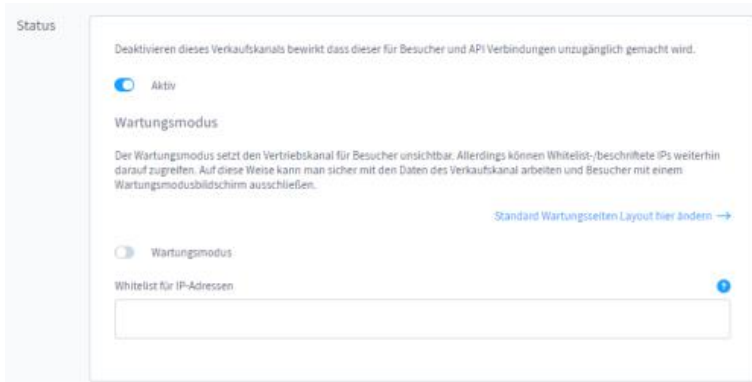 Status
Deaktivieren dieses Verkaufskanals bewirkt dass dieser für Besucher und API Verbindungen unzugänglich gemacht wird.
Aktiv
Wartungsmodus
Der Wartungsmodus setzt den Vertriebskanal für Besucher unsichtbar. Allerdings können Whitelist-/beschriftete IPs weiterhin
darauf zugreifen. Auf diese Weise kann man sicher mit den Daten des Verkaufskanal arbeiten und Besucher mit einem
Wartungsmodusbildschirm ausschließen.
Standard Wartungsseiten Layout hier ändern →
Wartungsmodus
Whitelist für IP-Adressen ?